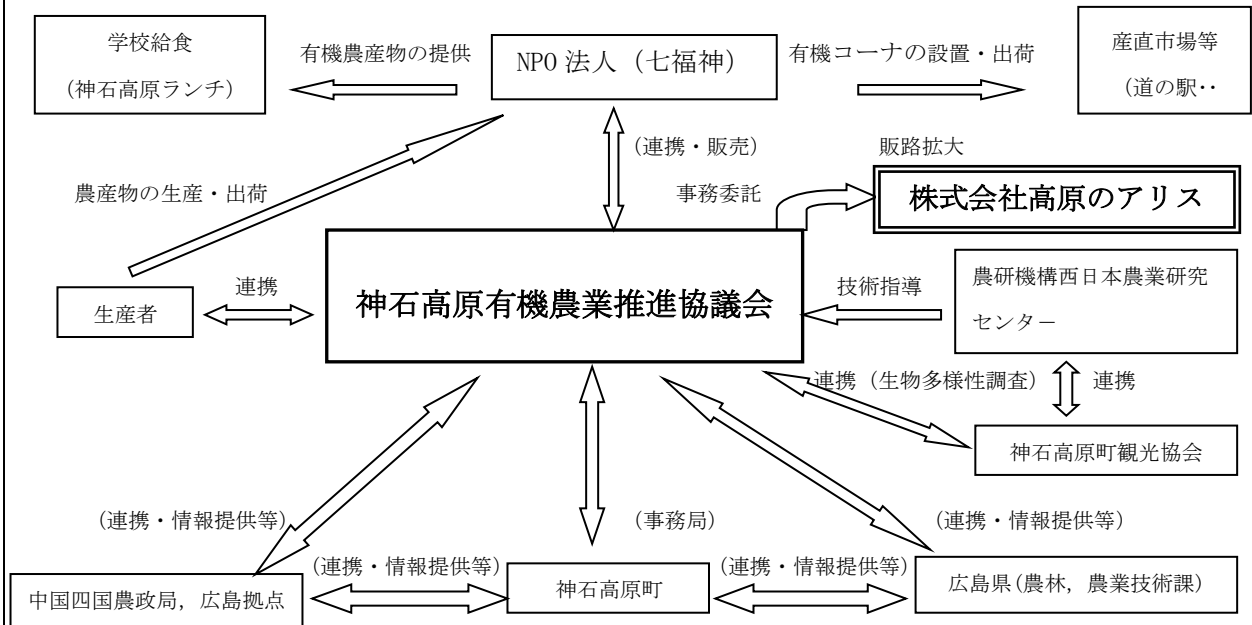 学校給食
(神石高原ランチ)
有機農産物の提供
NPO 法人(七福神)
有機コーナの設置・出荷
産直市場等
(道の駅・・
(連携・販売)
販路拡大
農産物の生産・出荷
事務委託
株式会社高原のアリス
生産者
連携
神石高原有機農業推進協議会
技術指導
農研機構西日本農業研究
センター
連携(生物多様性調査)
連携
神石高原町観光協会
(連携・情報提供等)
(事務局)
(連携・情報提供等)
(連携・情報提供等)
(連携・情報提供等)
中国四国農政局,広島拠点
神石高原町
広島県(農林,農業技術課)